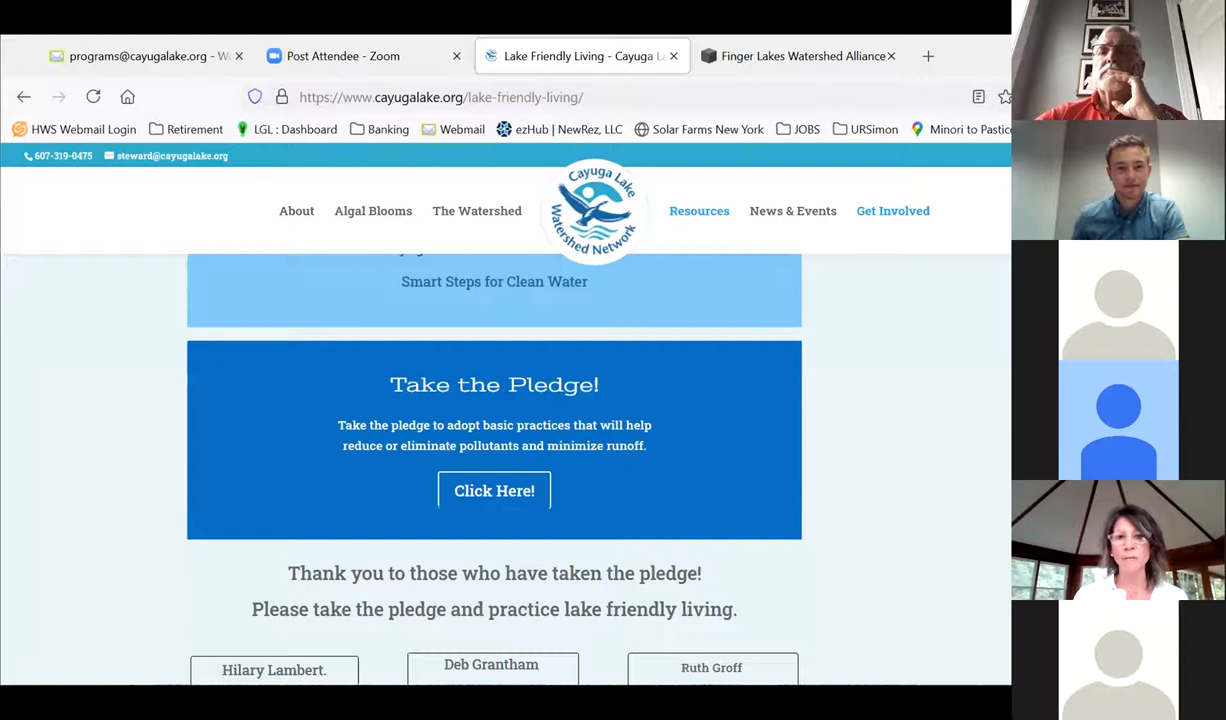 programs@cayugalake.org - W
Post Attendee - Zoom
Lake Friendly Living - Cayuga L
Finger Lakes Watershed Alliance
https://www.cayugalake.org/lake-friendly-living/
HWS Webmail Login
Retirement
LGL : Dashboard
Banking
Webmail
ezHub | NewRez, LLC
Solar Farms New York
JOBS
URSimon
Minori to Pastic
607-319-0475
steward@cayugalake.org
About
Algal Blooms
The Watershed
Cayuga Lake
Watershed Network
Resources
News & Events
Get Involved
Smart Steps for Clean Water
Take the Pledge!
Take the pledge to adopt basic practices that will help
reduce or eliminate pollutants and minimize runoff.
Click Here!
Thank you to those who have taken the pledge!
Please take the pledge and practice lake friendly living.
Hilary Lambert.
Deb Grantham
Ruth Groff